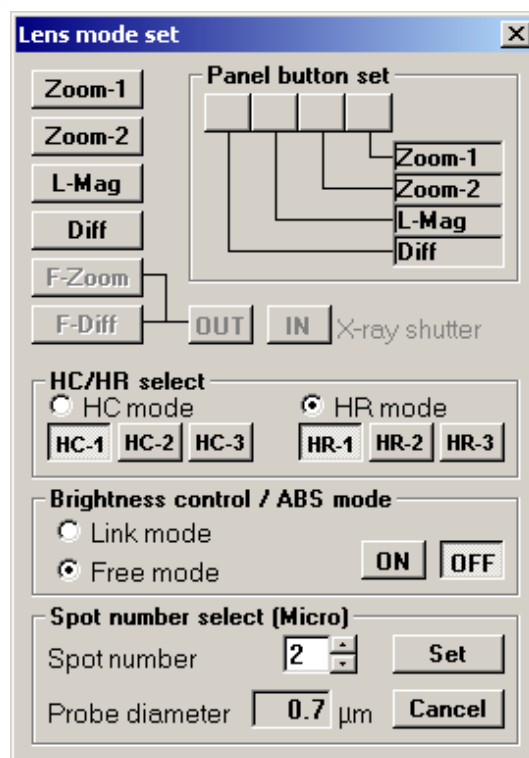 Lens mode set
Zoom-1
Zoom-2
L-Mag
Diff
F-Zoom
F-Diff
Panel button set
Zoom-1
Zoom-2
L-Mag
Diff
OUT IN X-ray shutter
HC/HR select
HC mode HR mode
HC-1 HC-2 HC-3 HR-1 HR-2 HR-3
Brightness control / ABS mode
Link mode
Free mode ON OFF
Spot number select (Micro)
Spot number 2 Set
Probe diameter 0.7 µm Cancel